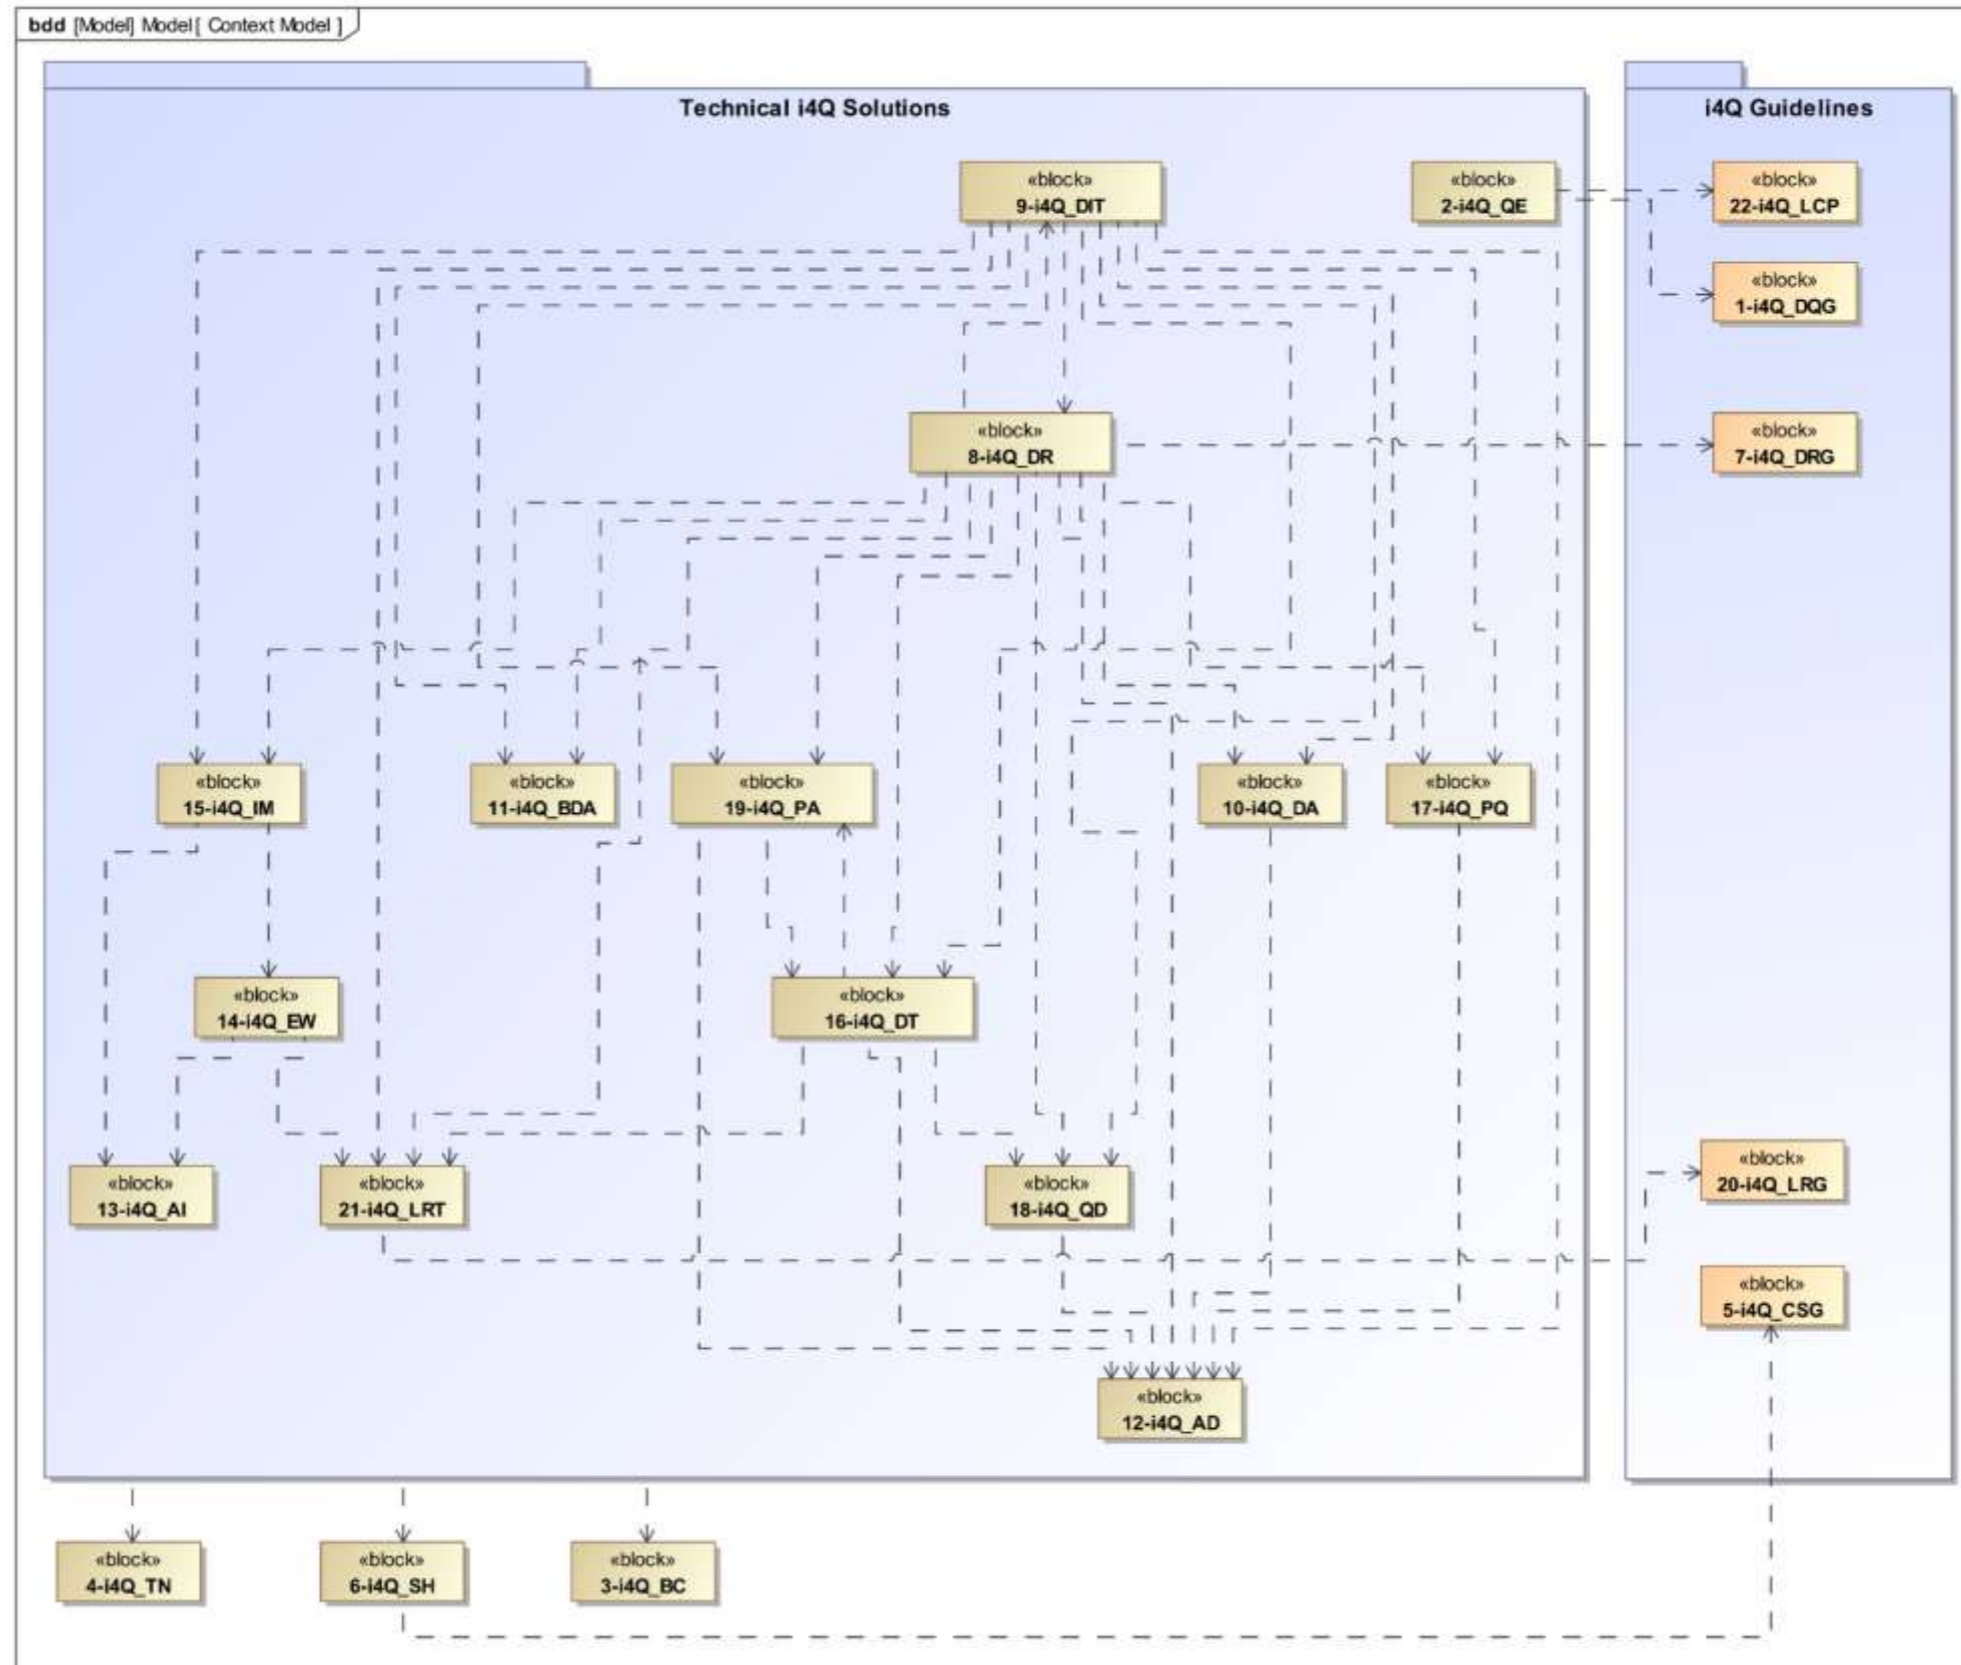 bdd [Model] Model[ Context Model ]
Technical i4Q Solutions
i4Q Guidelines
«block»
9-i4Q_DIT
«block»
2-i4Q_QE
«block»
22-i4Q_LCP
«block»
1-i4Q_DQG
«block»
8-i4Q_DR
«block»
7-i4Q_DRG
«block»
15-i4Q_IM
«block»
11-i4Q_BDA
«block»
19-i4Q_PA
«block»
10-i4Q_DA
«block»
17-i4Q_PQ
«block»
14-i4Q_EW
«block»
16-i4Q_DT
«block»
13-i4Q_AI
«block»
21-i4Q_LRT
«block»
18-i4Q_QD
«block»
20-i4Q_LRG
«block»
5-i4Q_CSG
«block»
12-i4Q_AD
«block»
4-i4Q_TN
«block»
6-i4Q_SH
«block»
3-i4Q_BC